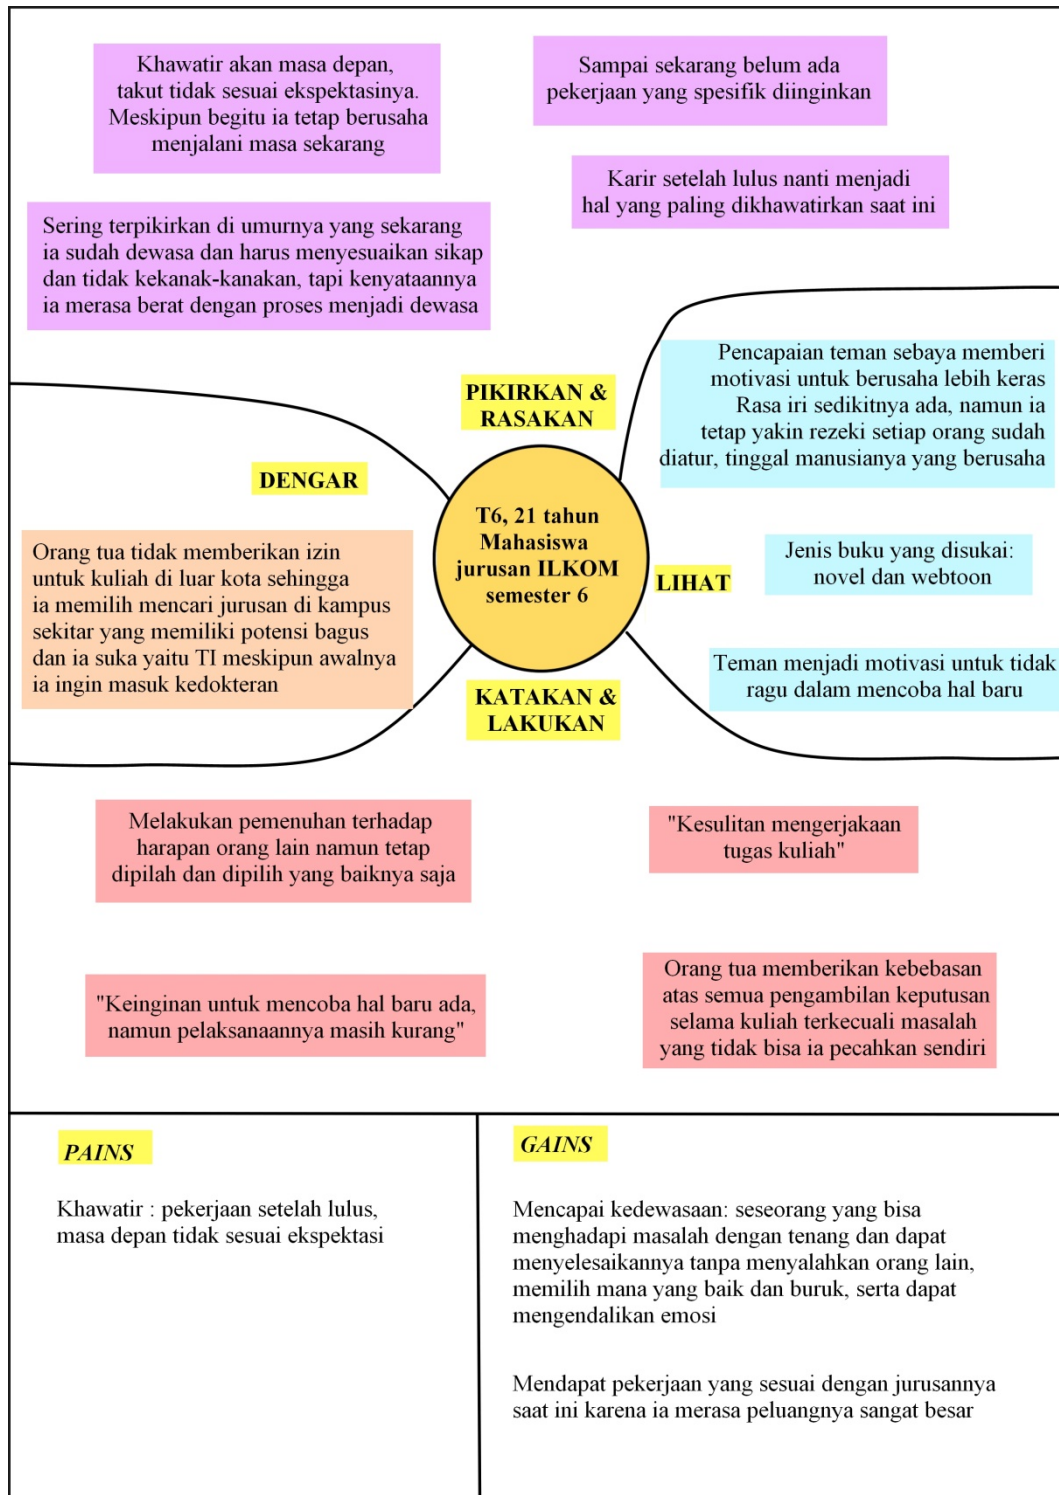 Khawatir akan masa depan,
takut tidak sesuai ekspektasinya.
Meskipun begitu ia tetap berusaha
menjalani masa sekarang
Sampai sekarang belum ada
pekerjaan yang spesifik diinginkan
Karir setelah lulus nanti menjadi
hal yang paling dikhawatirkan saat ini
Sering terpikirkan di umurnya yang sekarang
ia sudah dewasa dan harus menyesuaikan sikap
dan tidak kekanak-kanakan, tapi kenyataannya
ia merasa berat dengan proses menjadi dewasa
PIKIRKAN &
RASAKAN
Pencapaian teman sebaya memberi
motivasi untuk berusaha lebih keras
Rasa iri sedikitnya ada, namun ia
tetap yakin rezeki setiap orang sudah
diatur, tinggal manusianya yang berusaha
DENGAR
Orang tua tidak memberikan izin
untuk kuliah di luar kota sehingga
ia memilih mencari jurusan di kampus
sekitar yang memiliki potensi bagus
dan ia suka yaitu TI meskipun awalnya
ia ingin masuk kedokteran
T6, 21 tahun
Mahasiswa
jurusan ILKOM
semester 6
LIHAT
Jenis buku yang disukai:
novel dan webtoon
Teman menjadi motivasi untuk tidak
ragu dalam mencoba hal baru
KATAKAN &
LAKUKAN
Melakukan pemenuhan terhadap
harapan orang lain namun tetap
dipilah dan dipilih yang baiknya saja
"Kesulitan mengerjakaan
tugas kuliah"
"Keinginan untuk mencoba hal baru ada,
namun pelaksanaannya masih kurang"
Orang tua memberikan kebebasan
atas semua pengambilan keputusan
selama kuliah terkecuali masalah
yang tidak bisa ia pecahkan sendiri
PAINS
Khawatir : pekerjaan setelah lulus,
masa depan tidak sesuai ekspektasi
GAINS
Mencapai kedewasaan: seseorang yang bisa
menghadapi masalah dengan tenang dan dapat
menyelesaikannya tanpa menyalahkan orang lain,
memilih mana yang baik dan buruk, serta dapat
mengendalikan emosi
Mendapat pekerjaan yang sesuai dengan jurusannya
saat ini karena ia merasa peluangnya sangat besar